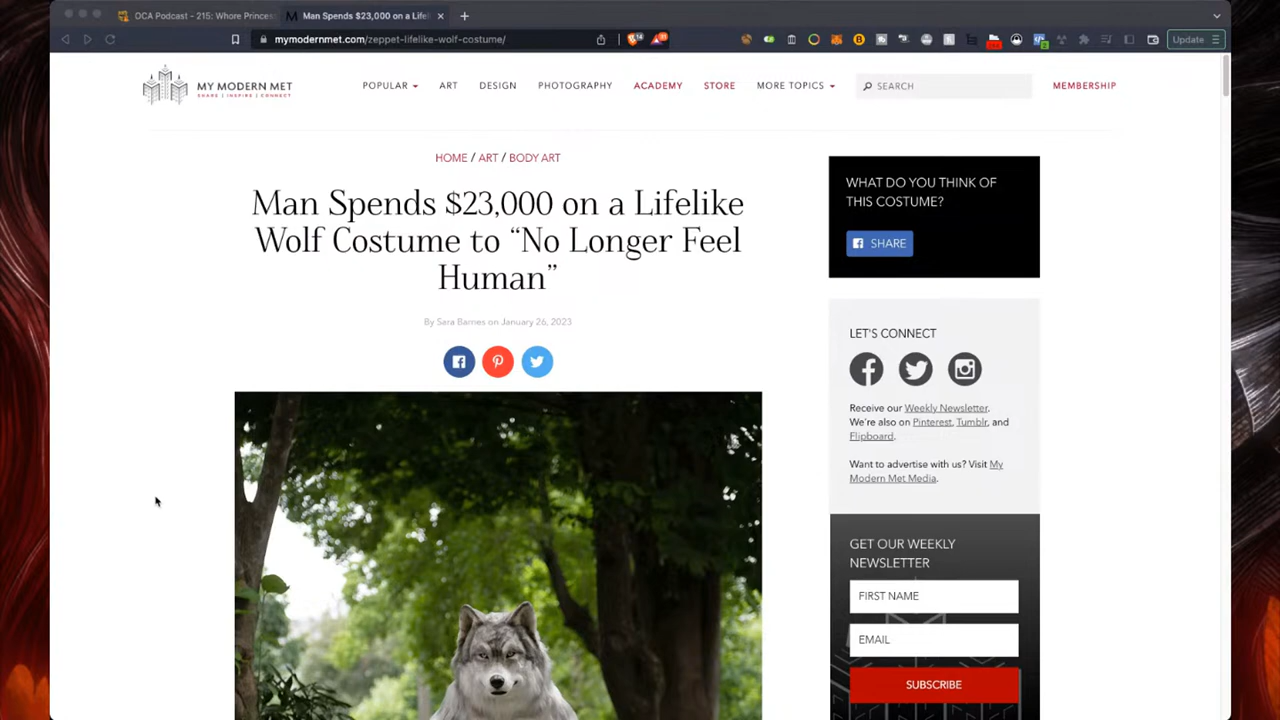 OCA Podcast - 215: Whore Princes
Man Spends $23,000 on a Lifel
mymodernmet.com/zeppet-lifelike-wolf-costume/
Update
MY MODERN MET
SHARE | INSPIRE | CONNECT
POPULAR
ART
DESIGN
PHOTOGRAPHY
ACADEMY
STORE
MORE TOPICS
SEARCH
MEMBERSHIP
HOME / ART / BODY ART
Man Spends $23,000 on a Lifelike
Wolf Costume to “No Longer Feel
Human”
By Sara Barnes on January 26, 2023
WHAT DO YOU THINK OF
THIS COSTUME?
SHARE
LET'S CONNECT
Receive our Weekly Newsletter.
We're also on Pinterest, Tumblr, and
Flipboard.
Want to advertise with us? Visit My
Modern Met Media.
GET OUR WEEKLY
NEWSLETTER
FIRST NAME
EMAIL
SUBSCRIBE